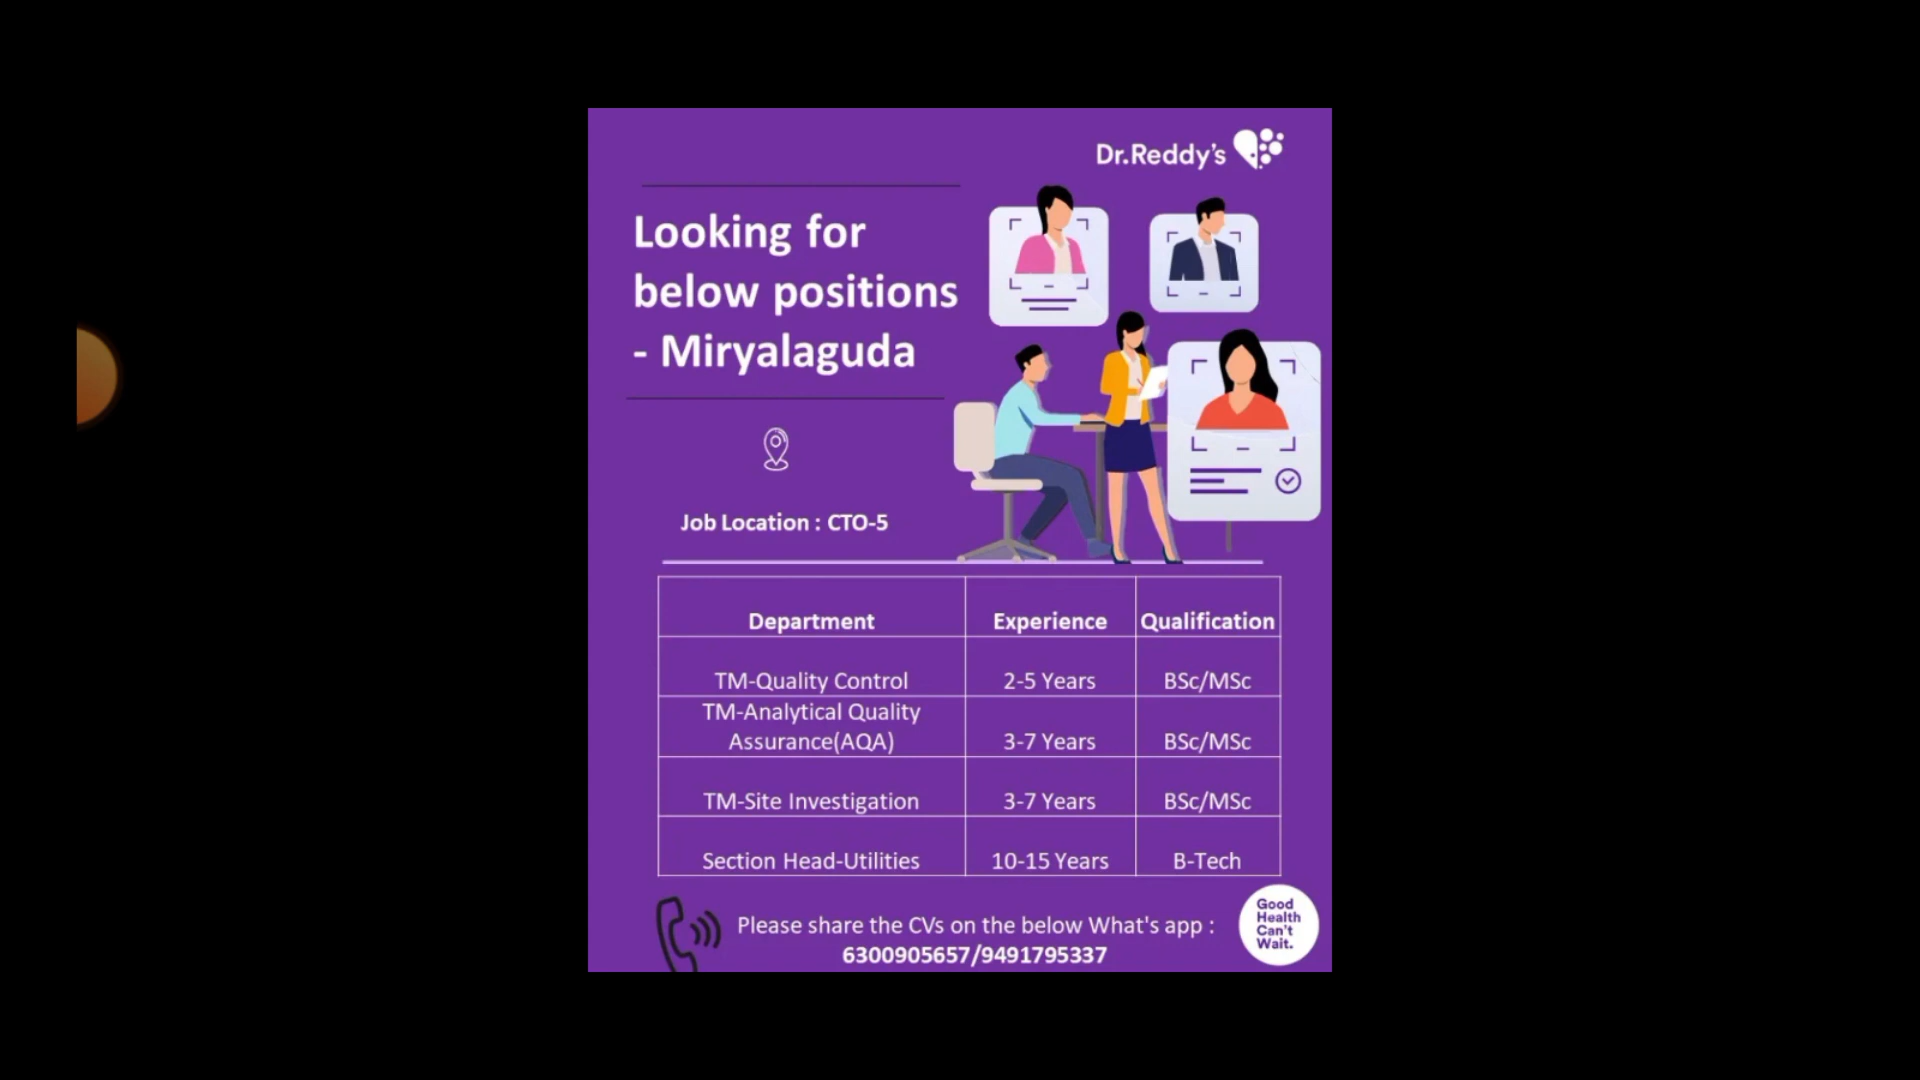 Dr.Reddy's
Looking for
below positions
- Miryalaguda
Job Location : CTO-5
Department Experience Qualification
TM-Quality Control 2-5 Years BSc/MSc
TM-Analytical Quality
Assurance(AQA) 3-7 Years BSc/MSc
TM-Site Investigation 3-7 Years BSc/MSc
Section Head-Utilities 10-15 Years B-Tech
Please share the CVs on the below What's app :
6300905657/9491795337
Good
Health
Can't
Wait.